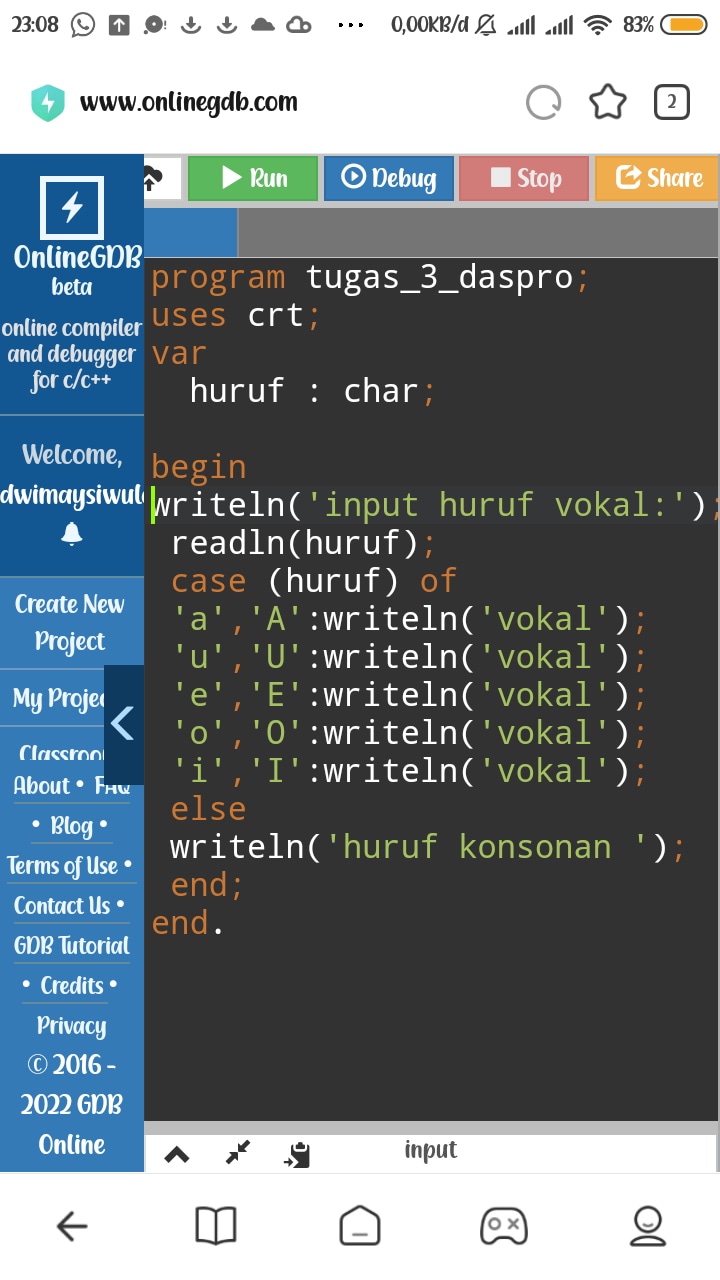 23:08 ... 0,00KB/d 83%
www.onlinegdb.com 2
Run Debug Stop Share
OnlineGDB
beta
online compiler
and debugger
for c/c++
Welcome,
dwimaysiwul
Create New
Project
My Projec
Classroo
About • FAQ
• Blog •
Terms of Use •
Contact Us •
GDB Tutorial
• Credits •
Privacy
© 2016 -
2022 GDB
Online
program tugas_3_daspro;
uses crt;
var
huruf : char;
begin
writeln('input huruf vokal:');
readln(huruf);
case (huruf) of
'a','A':writeln('vokal');
'u','U':writeln('vokal');
'e','E':writeln('vokal');
'o','O':writeln('vokal');
'i','I':writeln('vokal');
else
writeln('huruf konsonan ');
end;
end.
input